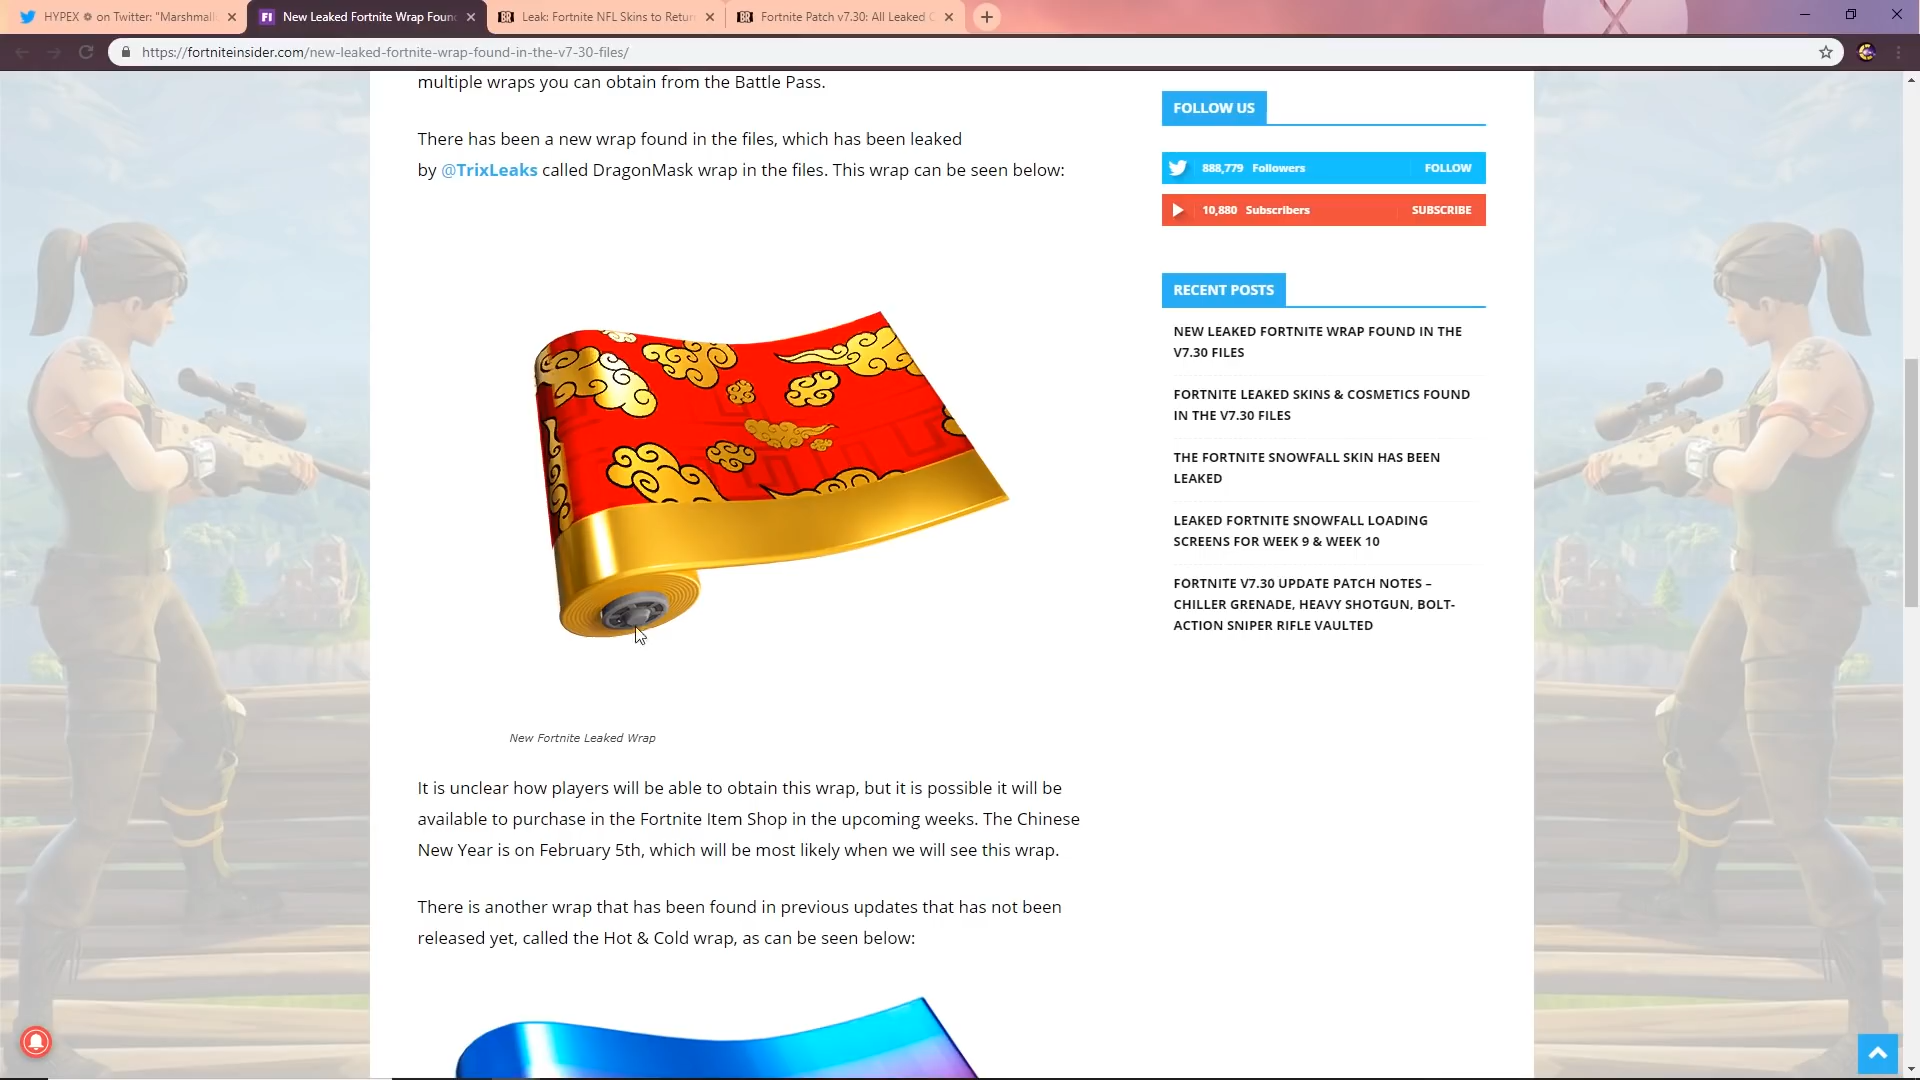 HYPEX on Twitter: "Marshmall
New Leaked Fortnite Wrap Foun
Leak: Fortnite NFL Skins to Retur
Fortnite Patch v7.30: All Leaked C
https://fortniteinsider.com/new-leaked-fortnite-wrap-found-in-the-v7-30-files/
multiple wraps you can obtain from the Battle Pass.
There has been a new wrap found in the files, which has been leaked
by @TrixLeaks called DragonMask wrap in the files. This wrap can be seen below:
New Fortnite Leaked Wrap
It is unclear how players will be able to obtain this wrap, but it is possible it will be
available to purchase in the Fortnite Item Shop in the upcoming weeks. The Chinese
New Year is on February 5th, which will be most likely when we will see this wrap.
There is another wrap that has been found in previous updates that has not been
released yet, called the Hot & Cold wrap, as can be seen below:
FOLLOW US
888,779 Followers FOLLOW
10,880 Subscribers SUBSCRIBE
RECENT POSTS
NEW LEAKED FORTNITE WRAP FOUND IN THE
V7.30 FILES
FORTNITE LEAKED SKINS & COSMETICS FOUND
IN THE V7.30 FILES
THE FORTNITE SNOWFALL SKIN HAS BEEN
LEAKED
LEAKED FORTNITE SNOWFALL LOADING
SCREENS FOR WEEK 9 & WEEK 10
FORTNITE V7.30 UPDATE PATCH NOTES –
CHILLER GRENADE, HEAVY SHOTGUN, BOLT-
ACTION SNIPER RIFLE VAULTED